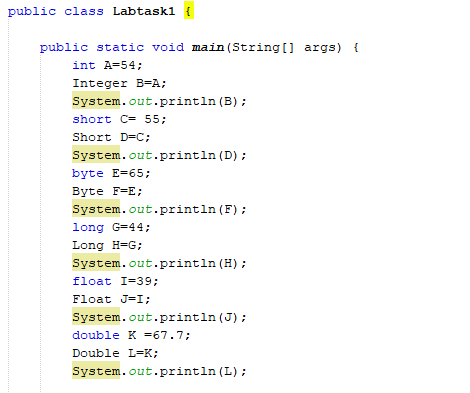 public class Labtask1 {
public static void main(String[] args) {
int A=54;
Integer B=A;
System.out.println(B);
short C= 55;
Short D=C;
System.out.println(D);
byte E=65;
Byte F=E;
System.out.println(F);
long G=44;
Long H=G;
System.out.println(H);
float I=39;
Float J=I;
System.out.println(J);
double K =67.7;
Double L=K;
System.out.println(L);